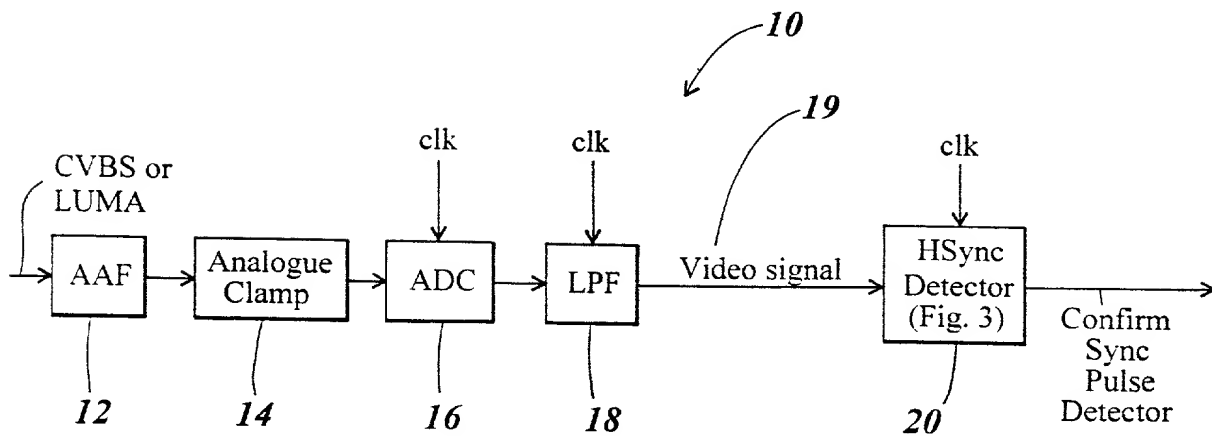 10
19
clk
clk
clk
CVBS or
LUMA
AAF
Analogue
Clamp
ADC
LPF
Video signal
HSync
Detector
(Fig. 3)
Confirm
Sync
Pulse
Detector
12
14
16
18
20